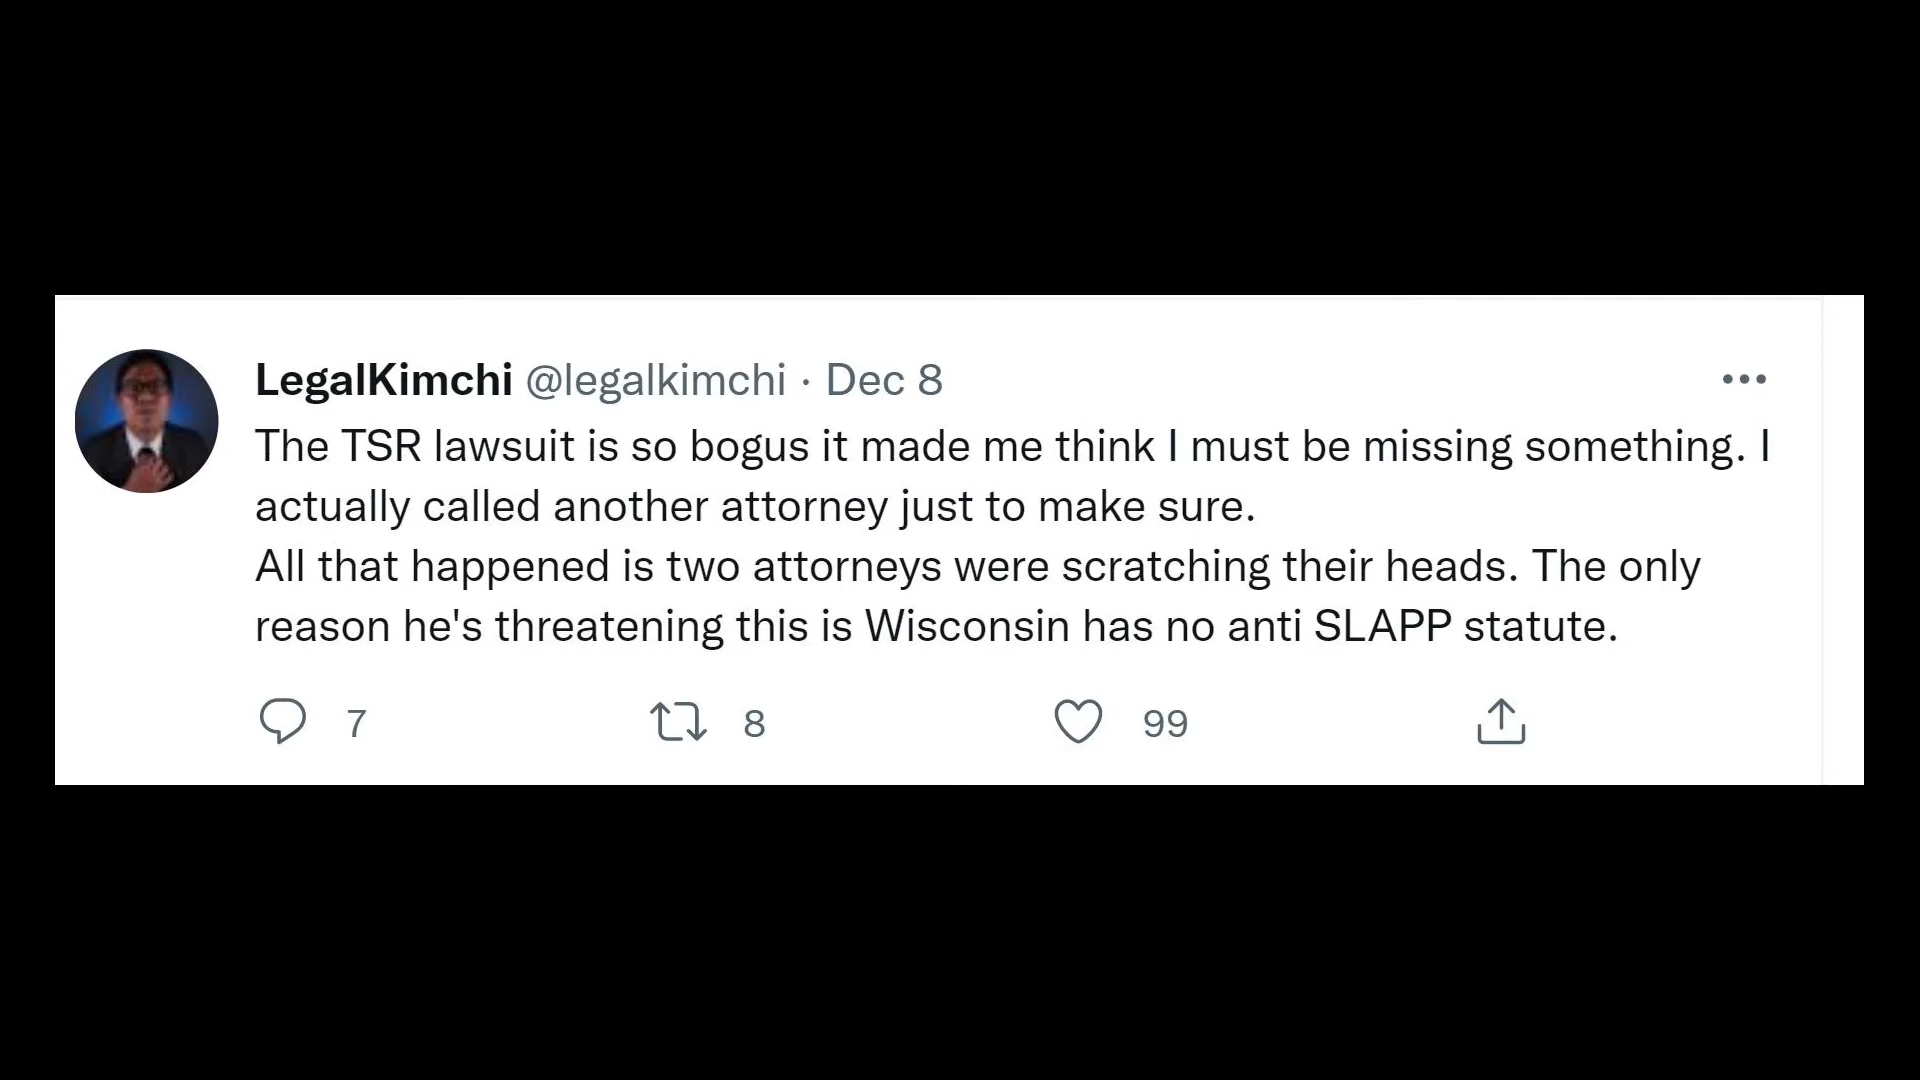 LegalKimchi @legalkimchi · Dec 8
The TSR lawsuit is so bogus it made me think I must be missing something. I
actually called another attorney just to make sure.
All that happened is two attorneys were scratching their heads. The only
reason he's threatening this is Wisconsin has no anti SLAPP statute.
7 8 99